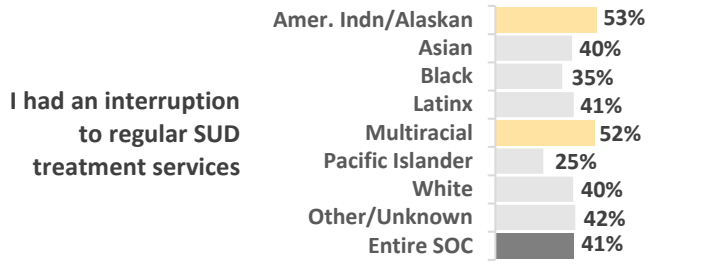 I had an interruption
to regular SUD
treatment services
Amer. Indn/Alaskan 53%
Asian 40%
Black 35%
Latinx 41%
Multiracial 52%
Pacific Islander 25%
White 40%
Other/Unknown 42%
Entire SOC 41%